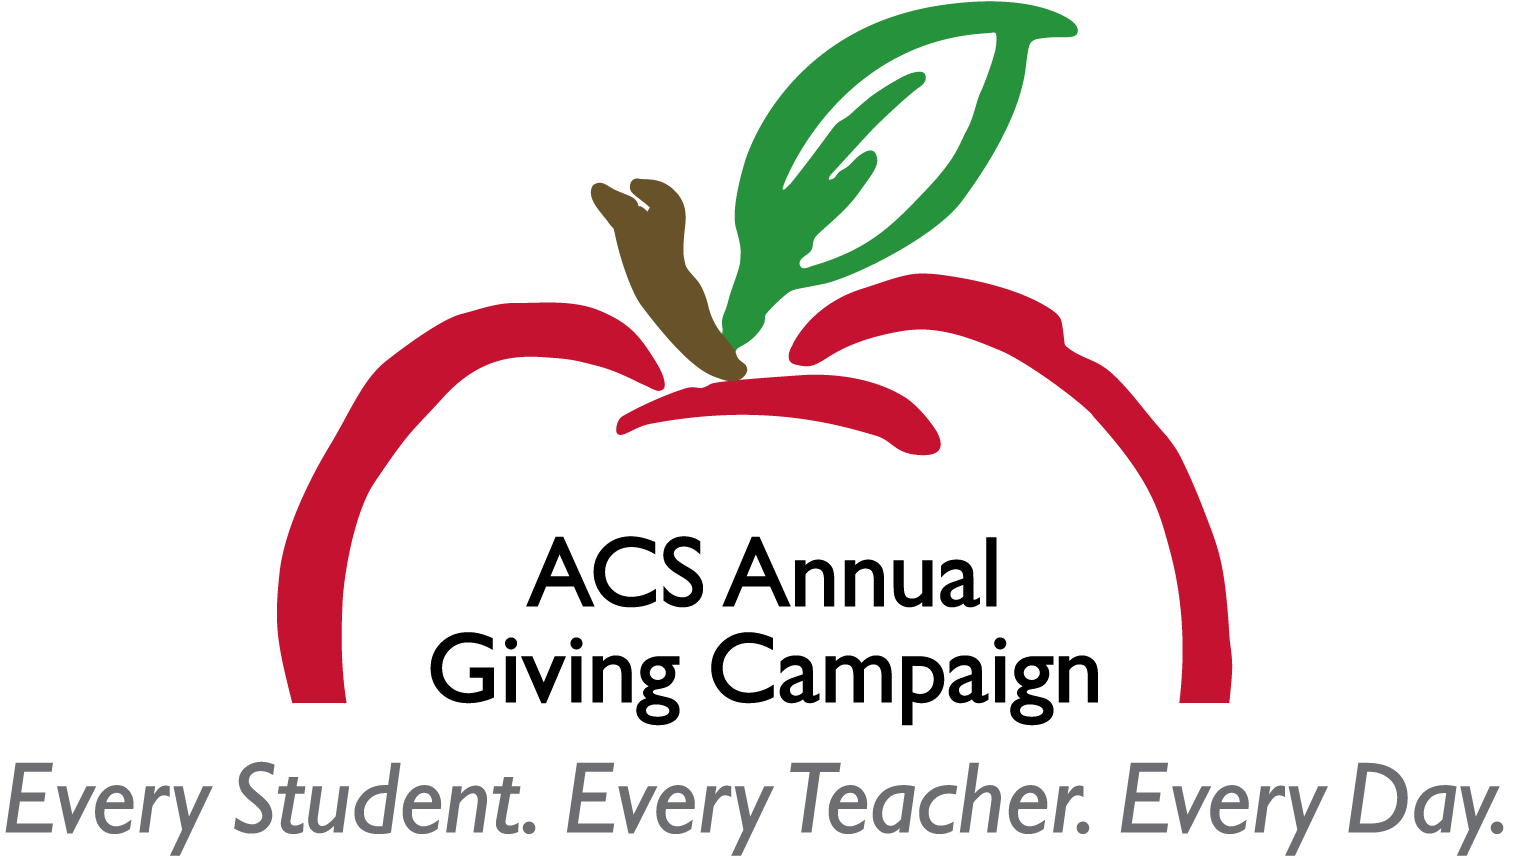 ACS Annual
Giving Campaign
Every Student. Every Teacher. Every Day.